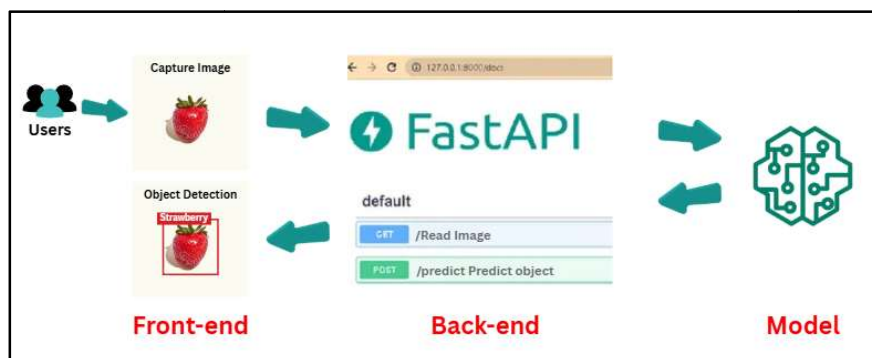 Capture Image
127.0.0.1:8000/docs
Users
FastAPI
Object Detection
Strawberry
default
GET /Read Image
POST /predict Predict object
Front-end
Back-end
Model